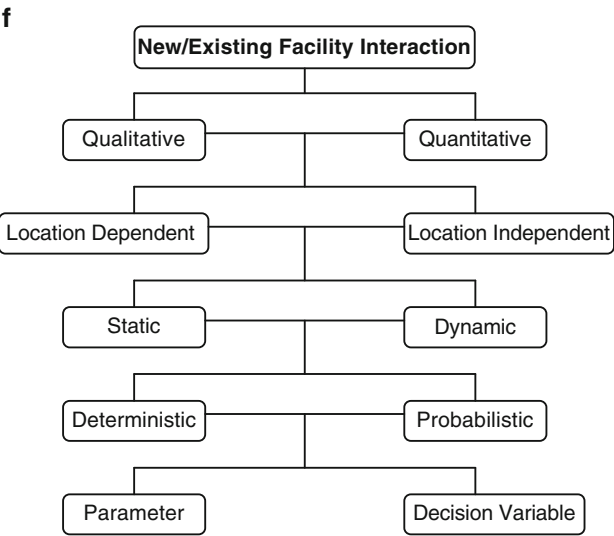 f
New/Existing Facility Interaction
Qualitative
Quantitative
Location Dependent
Location Independent
Static
Dynamic
Deterministic
Probabilistic
Parameter
Decision Variable